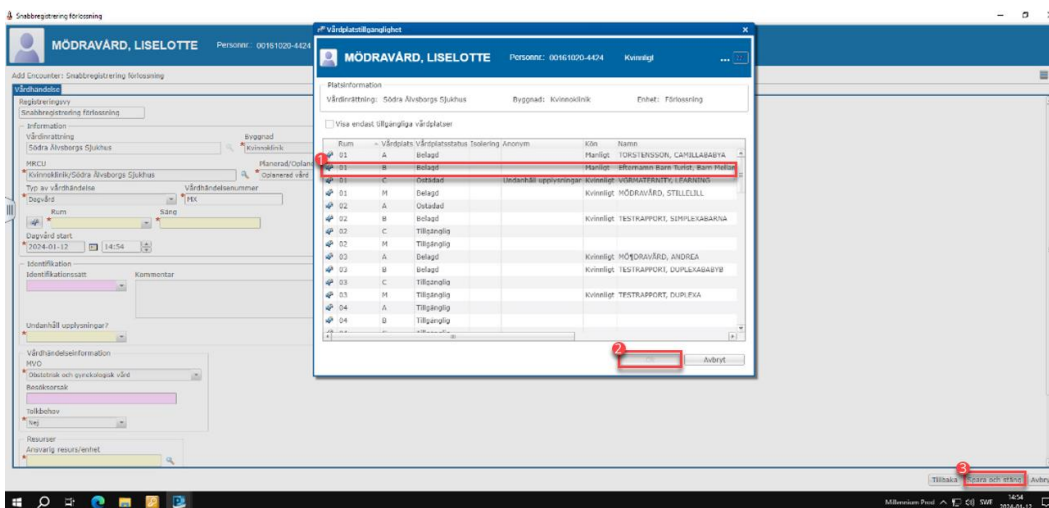 Snabbregistrering förlossning
MÖDRAVÅRD, LISELOTTE Personnr.: 00161020-4424
Add Encounter: Snabbregistrering förlossning
Vårdhändelse
Registreringsvy
Snabbregistrering förlossning
Information
Vårdinrättning Byggnad
Södra Älvsborgs Sjukhus Kvinnoklinik
MRCU Planerad/Oplane
*Kvinnoklinik/Södra Älvsborgs Sjukhus *Oplanerad vård
Typ av vårdhändelse Vårdhändelsenummer
*Dagvård *MX
Rum Säng
Dagvård start
*2024-01-12 14:54
Identifikation
Identifikationssätt Kommentar
Undanhåll upplysningar?
Vårdhändelseinformation
MVO
*Obstetrisk och gynekologisk vård
Besöksorsak
Tolkbehov
*Nej
Resurser
Ansvarig resurs/enhet
Vårdplatstillgänglighet x
MÖDRAVÅRD, LISELOTTE Personnr.: 00161020-4424 Kvinnligt ...
Platsinformation
Vårdinrättning: Södra Älvsborgs Sjukhus Byggnad: Kvinnoklinik Enhet: Förlossning
Visa endast tillgängliga vårdplatser
Rum Vårdplats Vårdplatsstatus Isolering Anonym Kön Namn
01 A Belagd Manligt TORSTENSSON, CAMILLABABYA
1
01 B Belagd Manligt Efternamn Barn Turist, Barn Mellan
01 C Ostädad Undanhåll upplysningar Kvinnligt VGRMATERNITY, LEARNING
01 M Belagd Kvinnligt MÖDRAVÅRD, STILLELILL
02 A Ostädad
02 B Belagd Kvinnligt TESTRAPPORT, SIMPLEXABARNA
02 C Tillgänglig
02 M Tillgänglig
03 A Belagd Kvinnligt MÖDRAVÅRD, ANDREA
03 B Belagd Kvinnligt TESTRAPPORT, DUPLEXABABYB
03 C Tillgänglig
03 M Tillgänglig Kvinnligt TESTRAPPORT, DUPLEXA
04 A Tillgänglig
04 B Tillgänglig
2
Avbryt
3
Tillbaka Spara och stäng Avbry
Millennium Prod SWE 14:54
2024-01-12